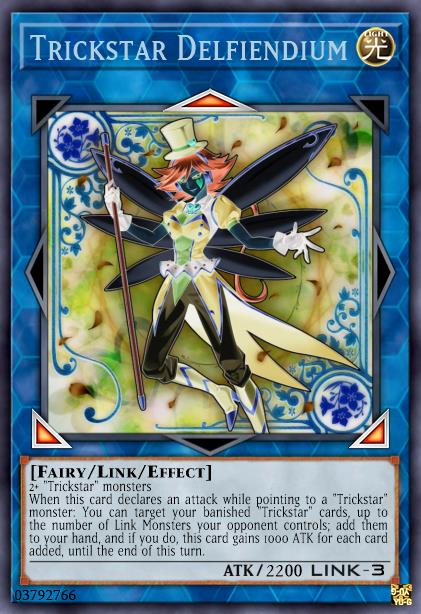 Trickstar Delfiendium
LIGHT
光
[Fairy/Link/Effect]
2+ "Trickstar" monsters
When this card declares an attack while pointing to a "Trickstar"
monster: You can target your banished "Trickstar" cards, up to
the number of Link Monsters your opponent controls; add them
to your hand, and if you do, this card gains 1000 ATK for each card
added, until the end of this turn.
ATK/2200 LINK-3
03792766